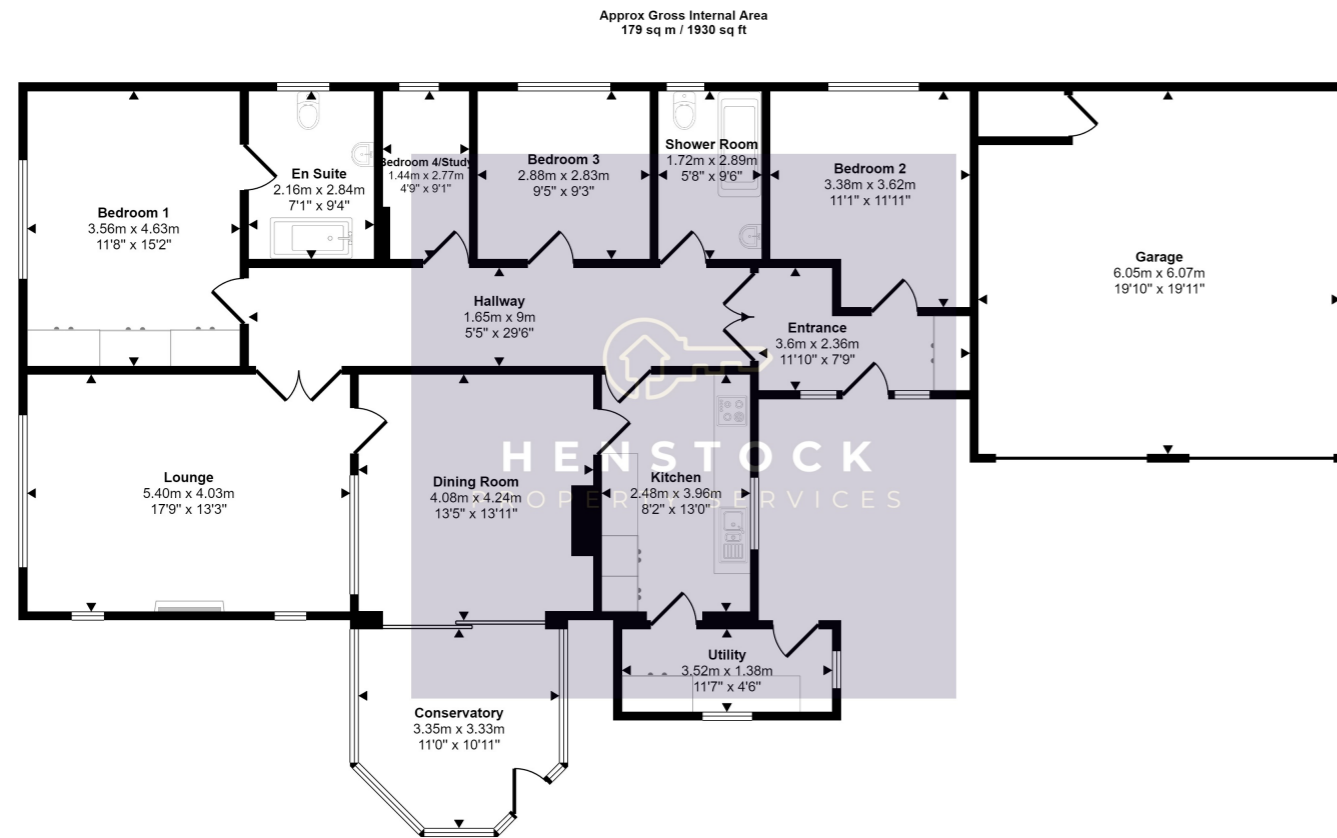 Approx Gross Internal Area
179 sq m / 1930 sq ft
Bedroom 1
3.56m x 4.63m
11'8" x 15'2"
En Suite
2.16m x 2.84m
7'1" x 9'4"
Bedroom 4/Study
1.44m x 2.77m
4'9" x 9'1"
Bedroom 3
2.88m x 2.83m
9'5" x 9'3"
Shower Room
1.72m x 2.89m
5'8" x 9'6"
Bedroom 2
3.38m x 3.62m
11'1" x 11'11"
Garage
6.05m x 6.07m
19'10" x 19'11"
Hallway
1.65m x 9m
5'5" x 29'6"
Entrance
3.6m x 2.36m
11'10" x 7'9"
HENSTOCK
PROPERTY SERVICES
Lounge
5.40m x 4.03m
17'9" x 13'3"
Dining Room
4.08m x 4.24m
13'5" x 13'11"
Kitchen
2.48m x 3.96m
8'2" x 13'0"
Utility
3.52m x 1.38m
11'7" x 4'6"
Conservatory
3.35m x 3.33m
11'0" x 10'11"